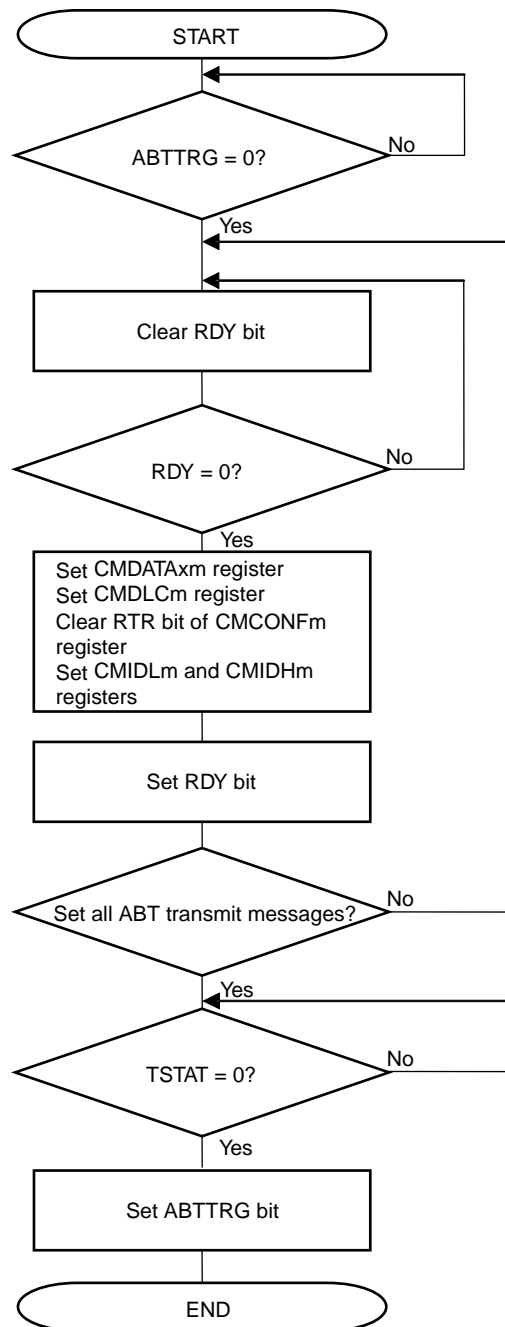 START
ABTTRG = 0?
No
Yes
Clear RDY bit
RDY = 0?
No
Yes
Set CMDATAxm register
Set CMDLCm register
Clear RTR bit of CMCONFm
register
Set CMIDLm and CMIDHm
registers
Set RDY bit
Set all ABT transmit messages?
No
Yes
TSTAT = 0?
No
Yes
Set ABTTRG bit
END